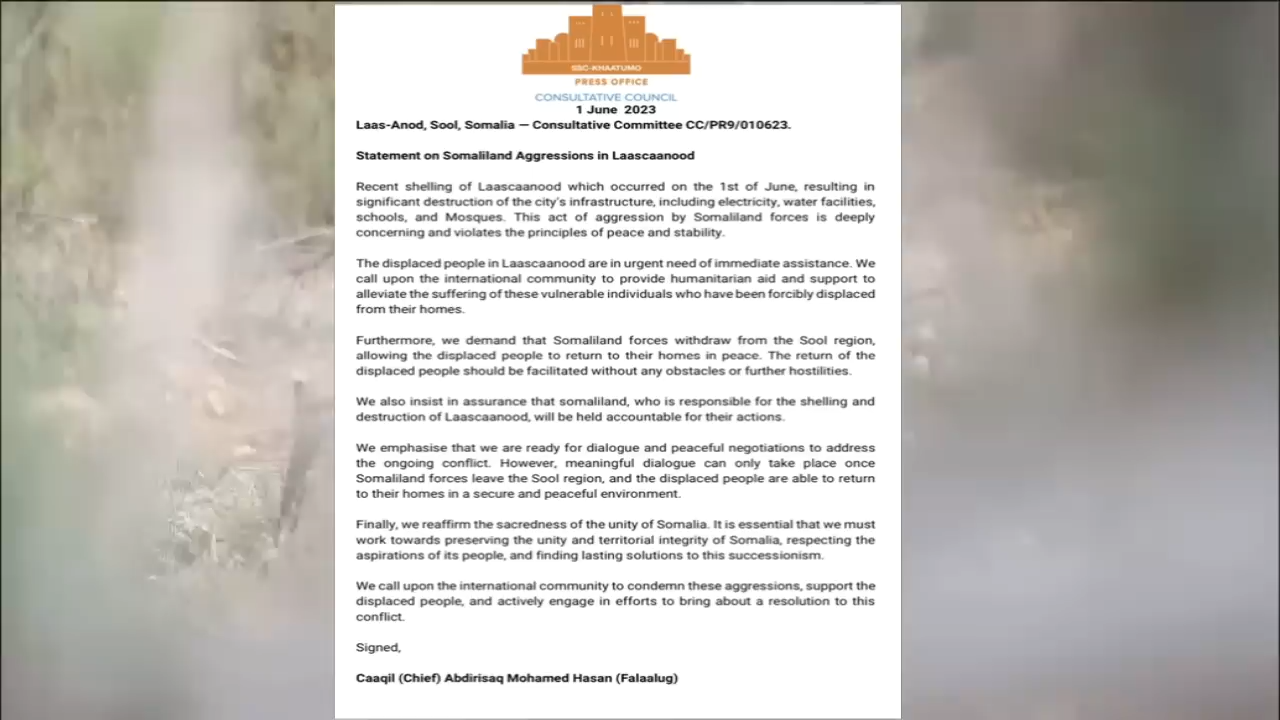 SSC-KHAATUMO
PRESS OFFICE
CONSULTATIVE COUNCIL
1 June 2023
Laas-Anod, Sool, Somalia — Consultative Committee CC/PR9/010623.
Statement on Somaliland Aggressions in Laascaanood
Recent shelling of Laascaanood which occurred on the 1st of June, resulting in
significant destruction of the city's infrastructure, including electricity, water facilities,
schools, and Mosques. This act of aggression by Somaliland forces is deeply
concerning and violates the principles of peace and stability.
The displaced people in Laascaanood are in urgent need of immediate assistance. We
call upon the international community to provide humanitarian aid and support to
alleviate the suffering of these vulnerable individuals who have been forcibly displaced
from their homes.
Furthermore, we demand that Somaliland forces withdraw from the Sool region,
allowing the displaced people to return to their homes in peace. The return of the
displaced people should be facilitated without any obstacles or further hostilities.
We also insist in assurance that somaliland, who is responsible for the shelling and
destruction of Laascaanood, will be held accountable for their actions.
We emphasise that we are ready for dialogue and peaceful negotiations to address
the ongoing conflict. However, meaningful dialogue can only take place once
Somaliland forces leave the Sool region, and the displaced people are able to return
to their homes in a secure and peaceful environment.
Finally, we reaffirm the sacredness of the unity of Somalia. It is essential that we must
work towards preserving the unity and territorial integrity of Somalia, respecting the
aspirations of its people, and finding lasting solutions to this successionism.
We call upon the international community to condemn these aggressions, support the
displaced people, and actively engage in efforts to bring about a resolution to this
conflict.
Signed,
Caaqil (Chief) Abdirisaq Mohamed Hasan (Falaalug)